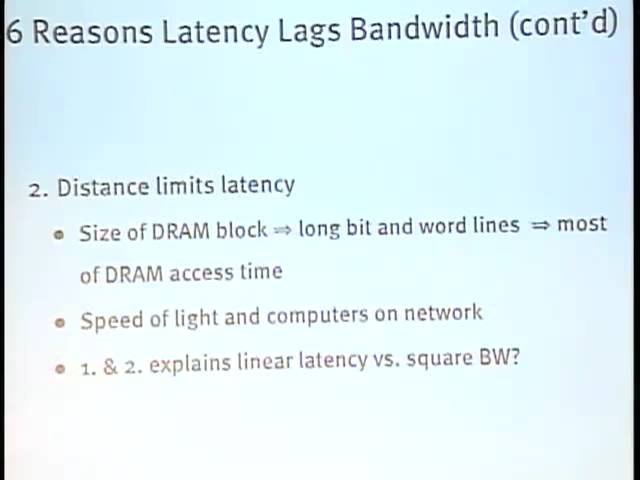 6 Reasons Latency Lags Bandwidth (cont'd)
2. Distance limits latency
• Size of DRAM block ⇒ long bit and word lines ⇒ most
of DRAM access time
• Speed of light and computers on network
• 1. & 2. explains linear latency vs. square BW?